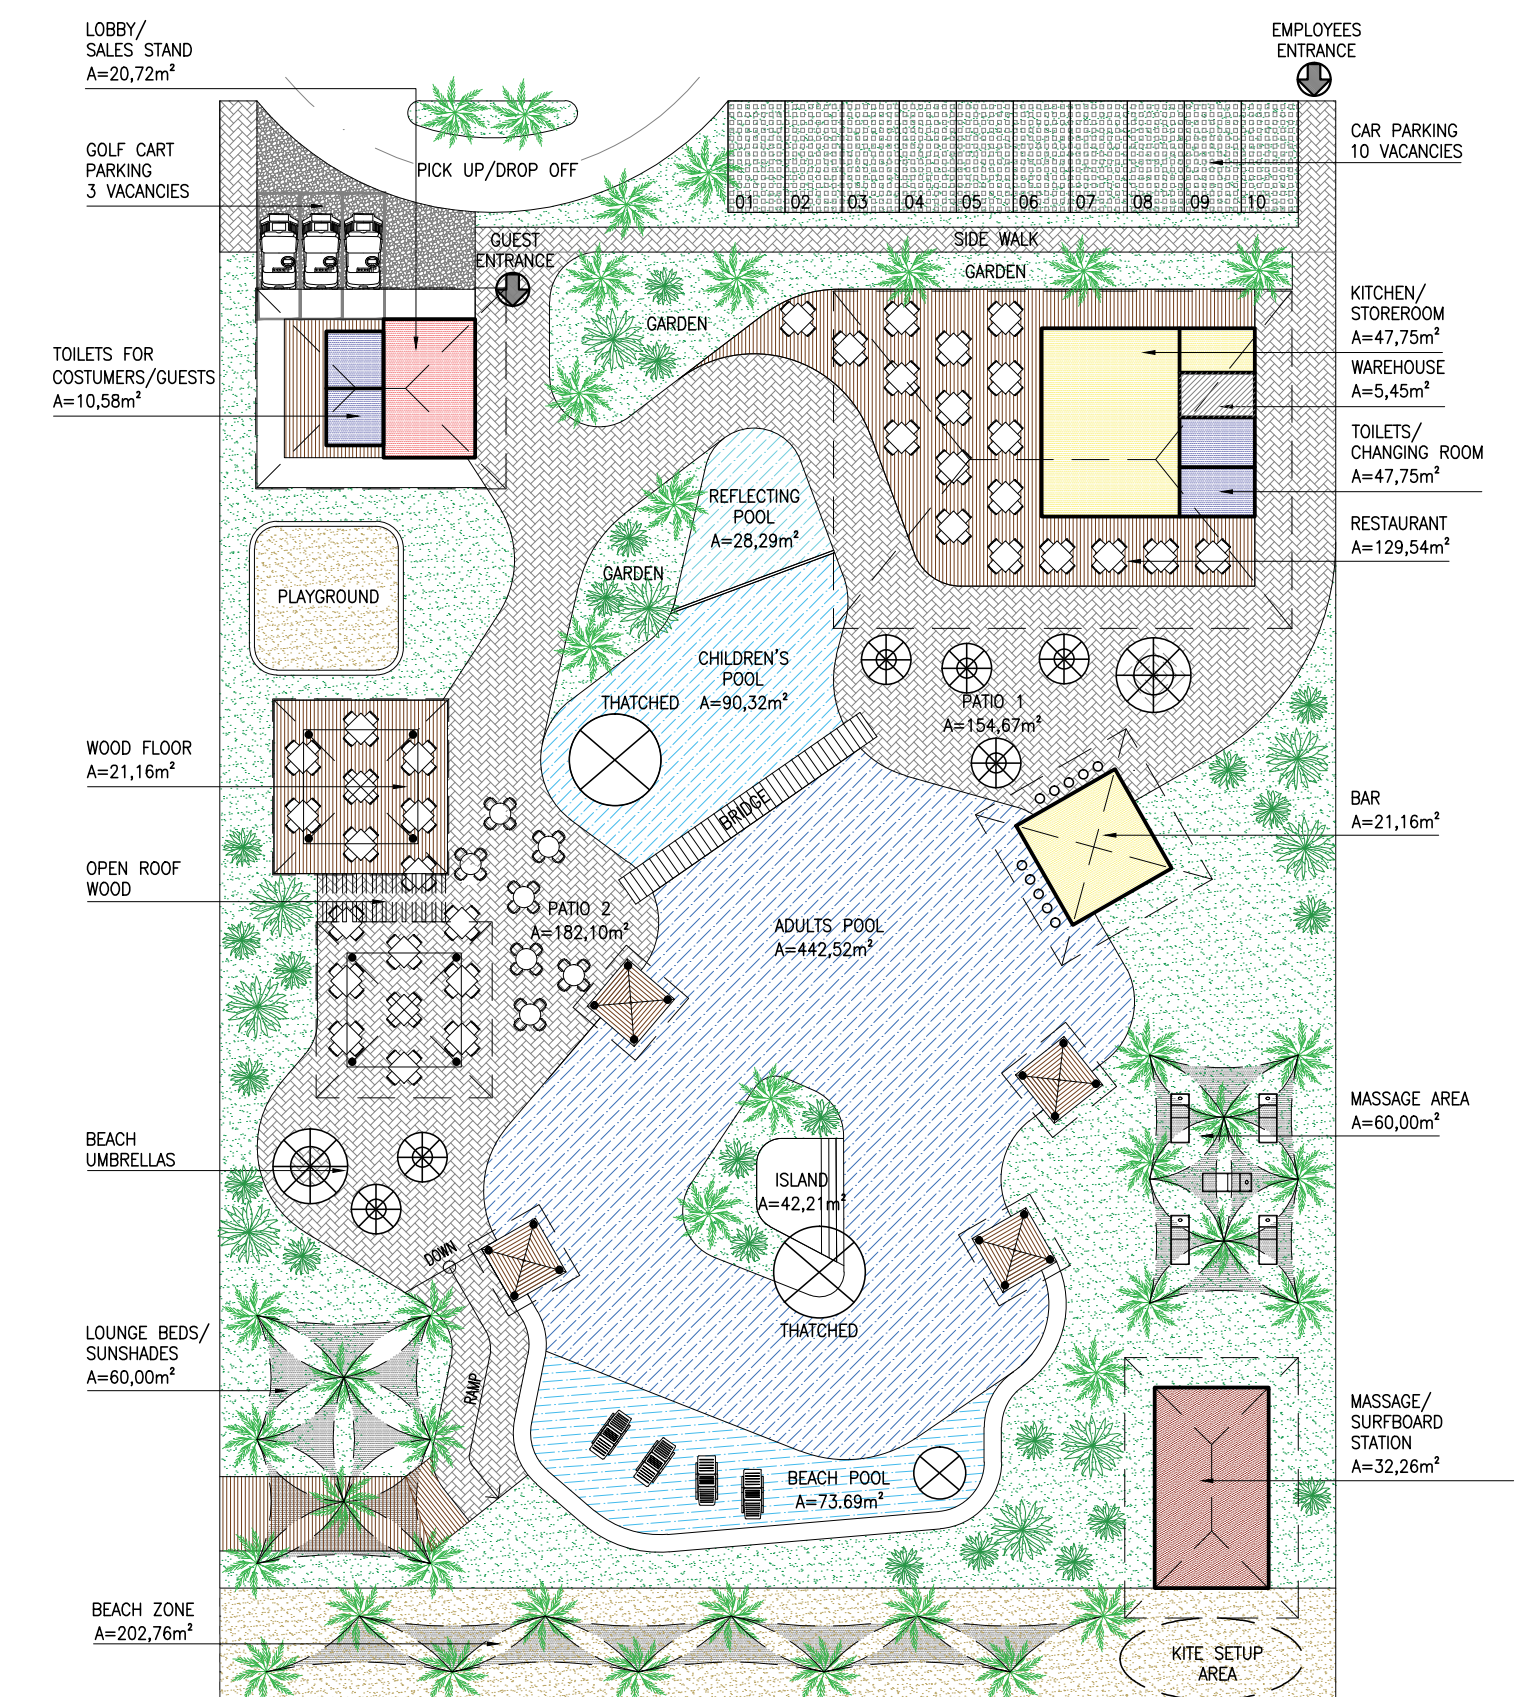 LOBBY/
SALES STAND
A=20,72m²
GOLF CART
PARKING
3 VACANCIES
TOILETS FOR
COSTUMERS/GUESTS
A=10,58m²
WOOD FLOOR
A=21,16m²
OPEN ROOF
WOOD
BEACH
UMBRELLAS
LOUNGE BEDS/
SUNSHADES
A=60,00m²
BEACH ZONE
A=202,76m²
PICK UP/DROP OFF
GUEST
ENTRANCE
EMPLOYEES
ENTRANCE
01 02 03 04 05 06 07 08 09 10
SIDE WALK
GARDEN
GARDEN
REFLECTING
POOL
A=28,29m²
GARDEN
PLAYGROUND
CHILDREN'S
POOL
A=90,32m²
THATCHED
PATIO 1
A=154,67m²
BRIDGE
PATIO 2
A=182,10m²
ADULTS POOL
A=442,52m²
ISLAND
A=42,21m²
THATCHED
DOWN
RAMP
BEACH POOL
A=73.69m²
KITE SETUP
AREA
CAR PARKING
10 VACANCIES
KITCHEN/
STOREROOM
A=47,75m²
WAREHOUSE
A=5,45m²
TOILETS/
CHANGING ROOM
A=47,75m²
RESTAURANT
A=129,54m²
BAR
A=21,16m²
MASSAGE AREA
A=60,00m²
MASSAGE/
SURFBOARD
STATION
A=32,26m²